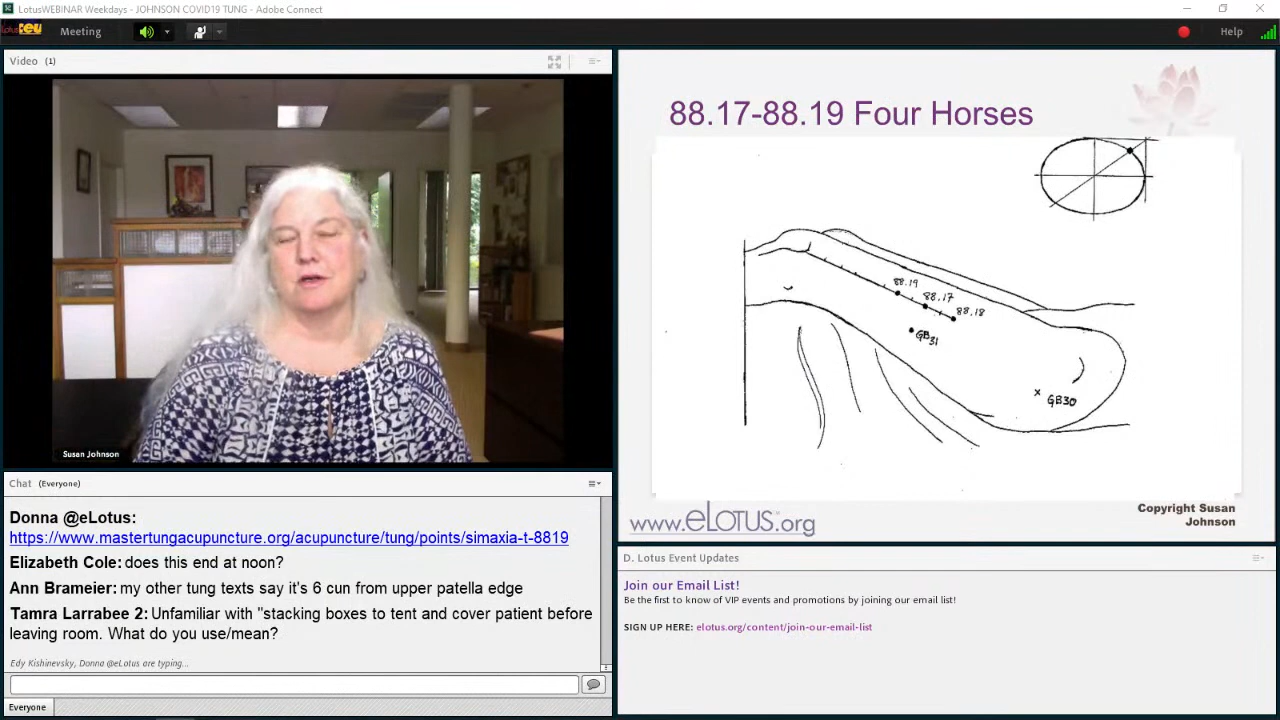 LotusWEBINAR Weekdays - JOHNSON COVID19 TUNG - Adobe Connect
Meeting
Help
Video (1)
Susan Johnson
88.17-88.19 Four Horses
88.19
88.17
88.18
GB31
GB30
www.eLOTUS.org
Copyright Susan
Johnson
Chat (Everyone)
Donna @eLotus:
https://www.mastertungacupuncture.org/acupuncture/tung/points/simaxia-t-8819
Elizabeth Cole: does this end at noon?
Ann Brameier: my other tung texts say it's 6 cun from upper patella edge
Tamra Larrabee 2: Unfamiliar with "stacking boxes to tent and cover patient before
leaving room. What do you use/mean?
Edy Kishinevsky, Donna @eLotus are typing...
Everyone
D. Lotus Event Updates
Join our Email List!
Be the first to know of VIP events and promotions by joining our email list!
SIGN UP HERE: elotus.org/content/join-our-email-list